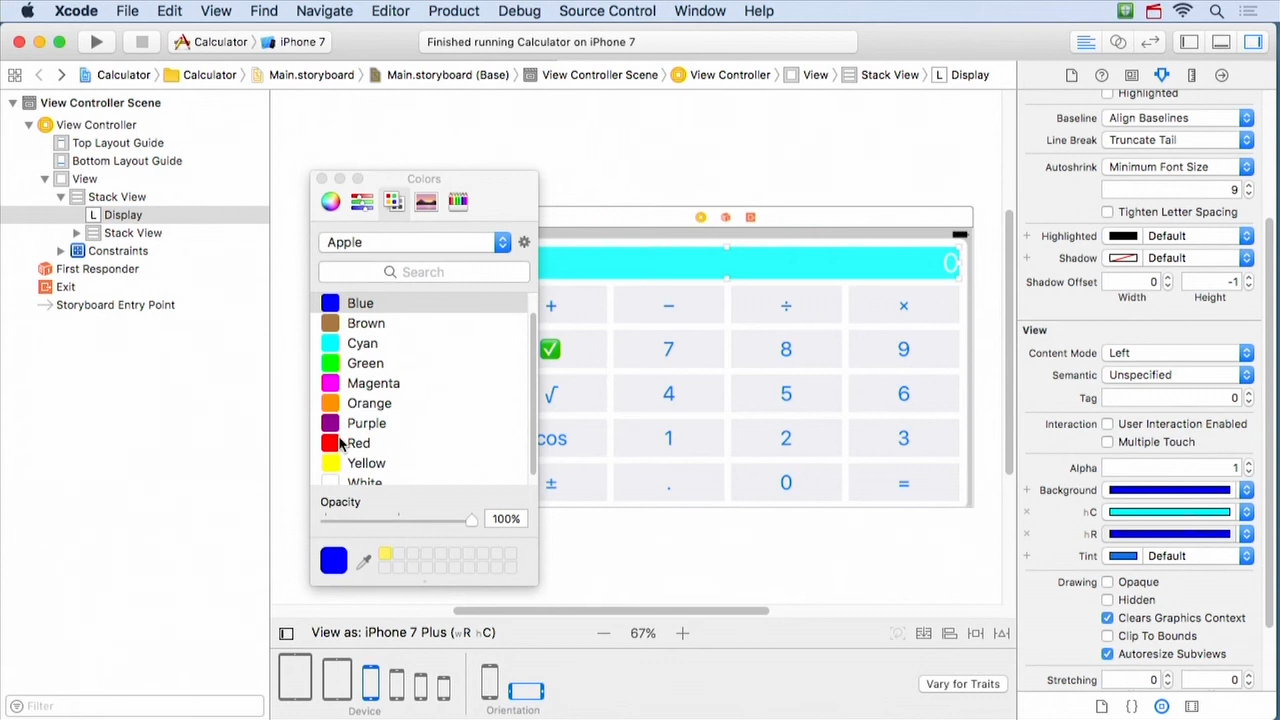 Xcode File Edit View Find Navigate Editor Product Debug Source Control Window Help
Calculator iPhone 7 Finished running Calculator on iPhone 7
Calculator Calculator Main.storyboard Main.storyboard (Base) View Controller Scene View Controller View Stack View L Display
View Controller Scene
View Controller
Top Layout Guide
Bottom Layout Guide
View
Stack View
L Display
Stack View
Constraints
First Responder
Exit
Storyboard Entry Point
Filter
Colors
Apple
Search
Blue
Brown
Cyan
Green
Magenta
Orange
Purple
Red
Yellow
White
Opacity
100%
0
+ − ÷ ×
✅ 7 8 9
√ 4 5 6
cos 1 2 3
± . 0 =
View as: iPhone 7 Plus (wR hC) — 67% +
Device
Orientation
Vary for Traits
Highlighted
Baseline Align Baselines
Line Break Truncate Tail
Autoshrink Minimum Font Size
9
Tighten Letter Spacing
+ Highlighted Default
+ Shadow Default
Shadow Offset 0 -1
Width Height
View
Content Mode Left
Semantic Unspecified
Tag 0
Interaction User Interaction Enabled
Multiple Touch
Alpha 1
+ Background
× hC
× hR
+ Tint Default
Drawing Opaque
Hidden
Clears Graphics Context
Clip To Bounds
Autoresize Subviews
Stretching 0 0